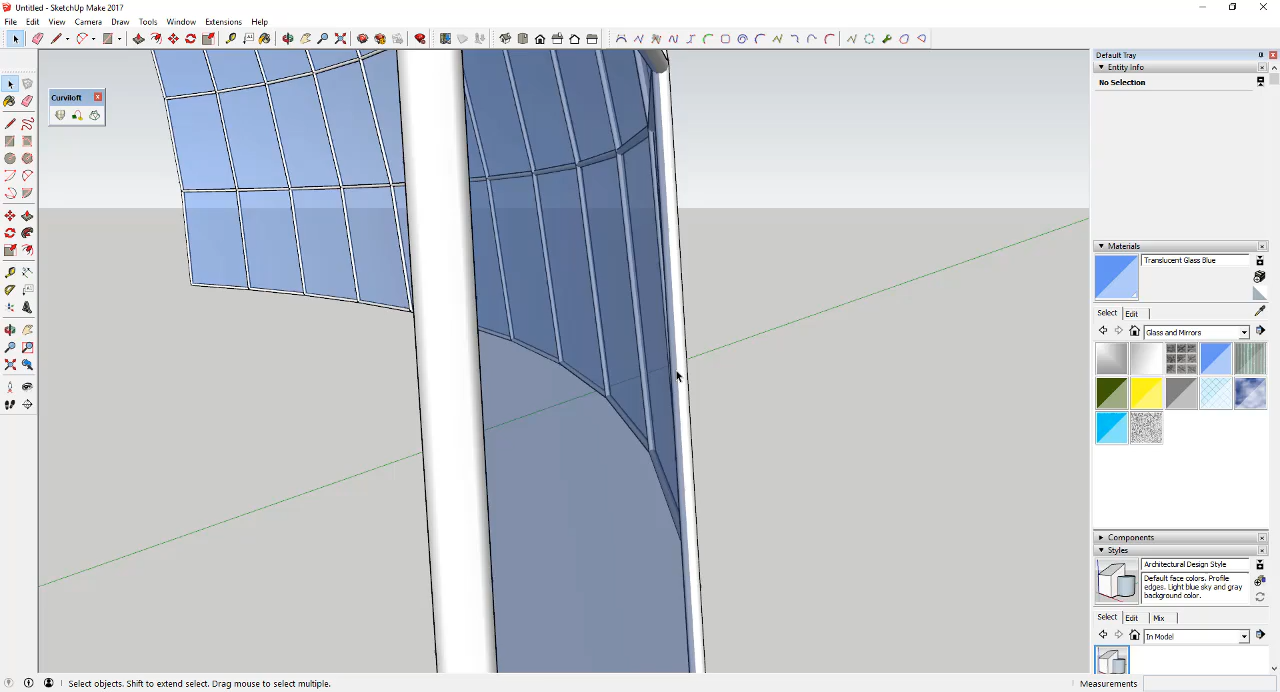 Untitled - SketchUp Make 2017
File Edit View Camera Draw Tools Window Extensions Help
Default Tray
Entity Info
No Selection
Curviloft
Materials
Translucent Glass Blue
Select Edit
Glass and Mirrors
Components
Styles
Architectural Design Style
Default face colors. Profile
edges. Light blue sky and gray
background color.
Select Edit Mix
In Model
Select objects. Shift to extend select. Drag mouse to select multiple.
Measurements